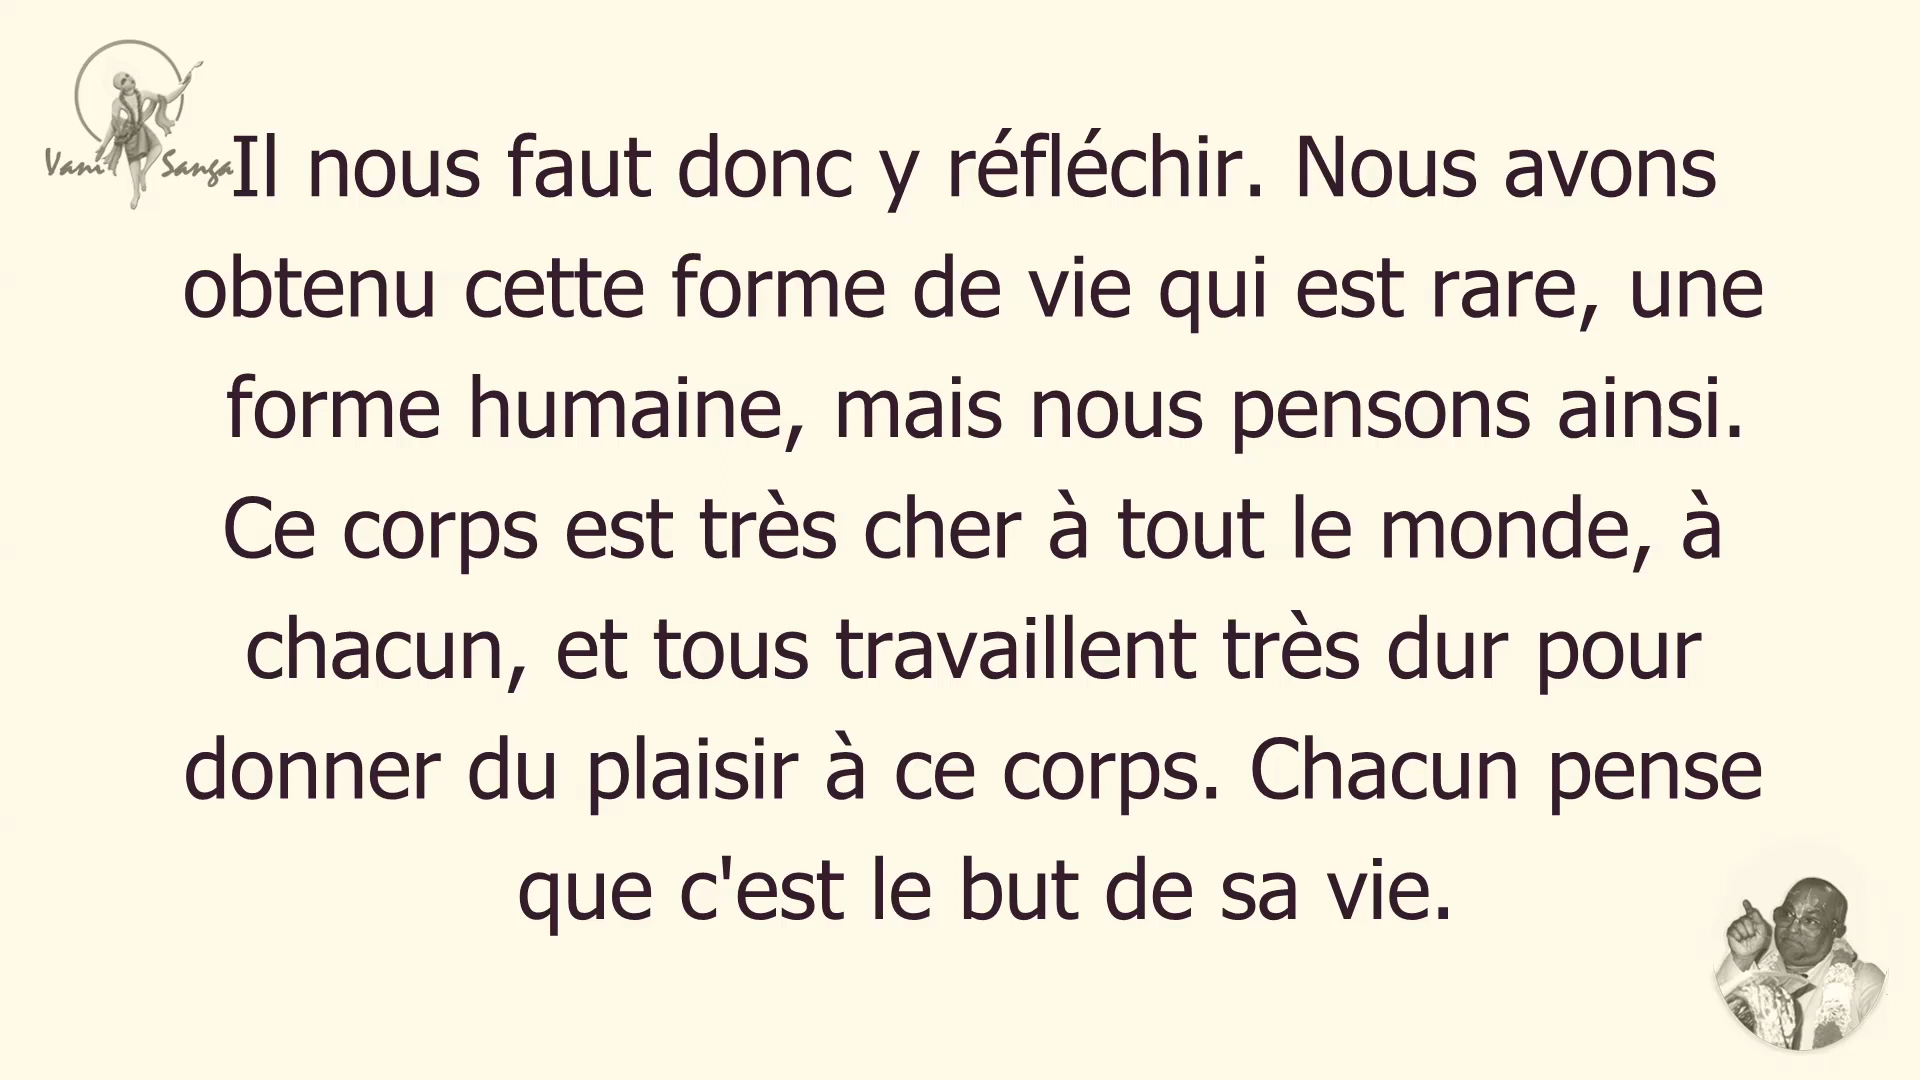 Vani Sanga
Il nous faut donc y réfléchir. Nous avons
obtenu cette forme de vie qui est rare, une
forme humaine, mais nous pensons ainsi.
Ce corps est très cher à tout le monde, à
chacun, et tous travaillent très dur pour
donner du plaisir à ce corps. Chacun pense
que c'est le but de sa vie.